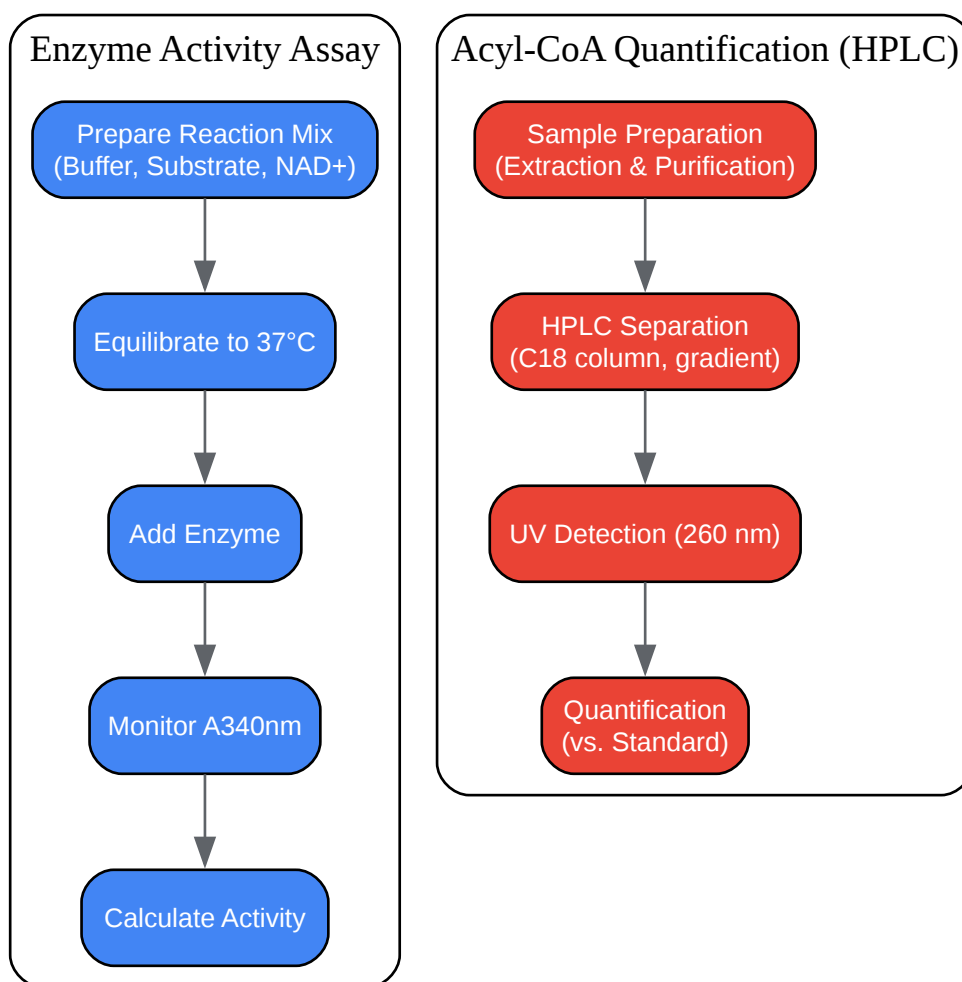 Enzyme Activity Assay
Prepare Reaction Mix
(Buffer, Substrate, NAD+)
Equilibrate to 37°C
Add Enzyme
Monitor A340nm
Calculate Activity
Acyl-CoA Quantification (HPLC)
Sample Preparation
(Extraction & Purification)
HPLC Separation
(C18 column, gradient)
UV Detection (260 nm)
Quantification
(vs. Standard)